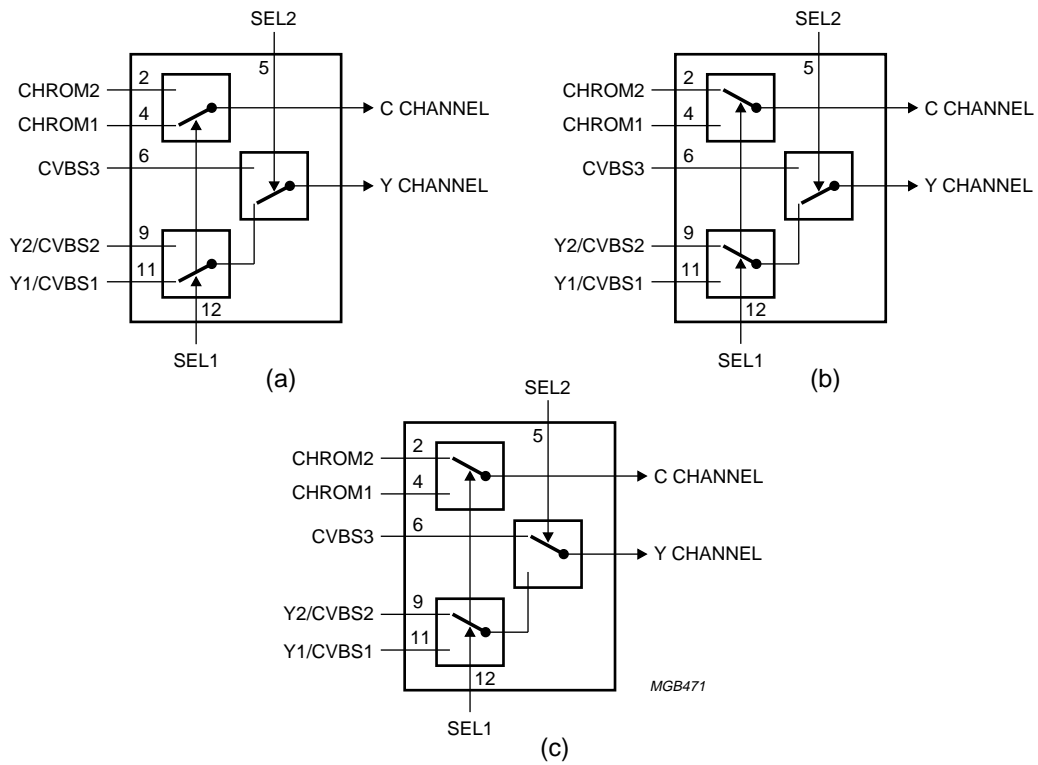 SEL2
5
CHROM2 2
CHROM1 4
C CHANNEL
CVBS3 6
Y CHANNEL
Y2/CVBS2 9
Y1/CVBS1 11
12
SEL1
(a)
SEL2
5
CHROM2 2
CHROM1 4
C CHANNEL
CVBS3 6
Y CHANNEL
Y2/CVBS2 9
Y1/CVBS1 11
12
SEL1
(b)
SEL2
5
CHROM2 2
CHROM1 4
C CHANNEL
CVBS3 6
Y CHANNEL
Y2/CVBS2 9
Y1/CVBS1 11
12
MGB471
SEL1
(c)